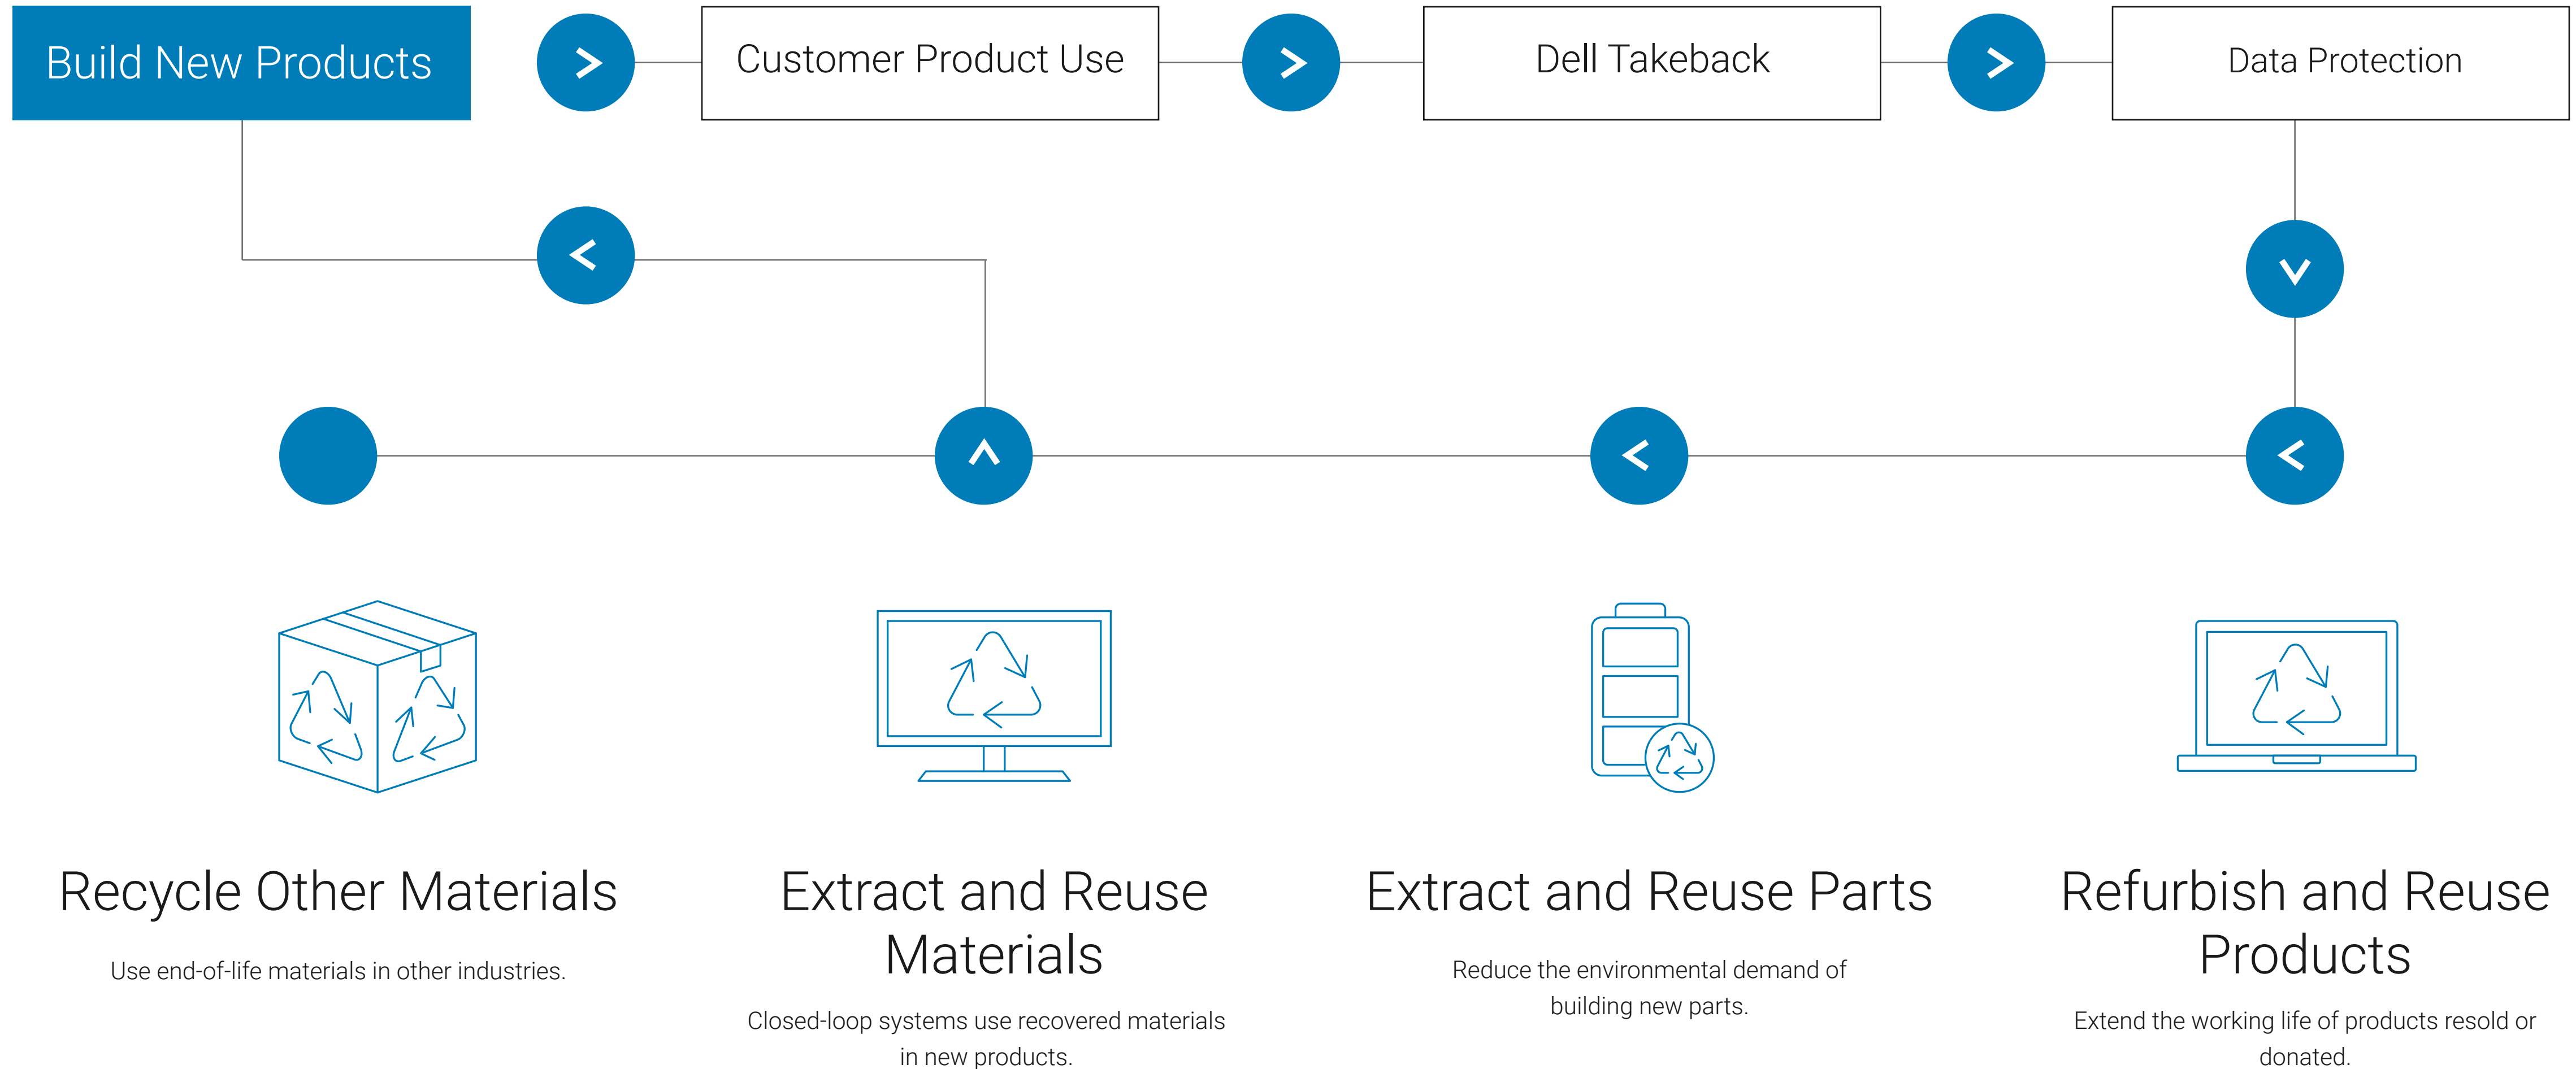 Build New Products
Customer Product Use
Dell Takeback
Data Protection
Recycle Other Materials
Use end-of-life materials in other industries.
Extract and Reuse
Materials
Closed-loop systems use recovered materials
in new products.
Extract and Reuse Parts
Reduce the environmental demand of
building new parts.
Refurbish and Reuse
Products
Extend the working life of products resold or
donated.